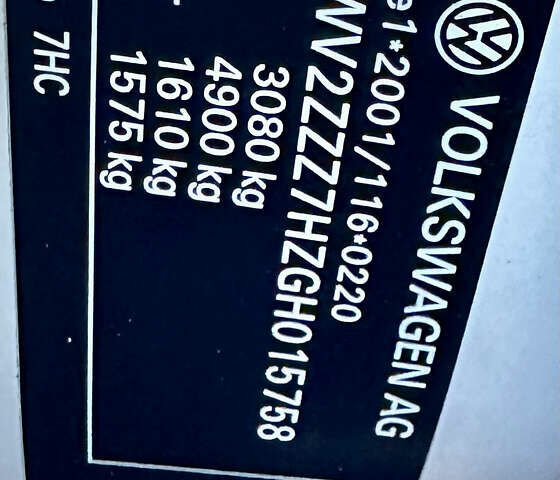 VOLKSWAGEN AG
e1*2001/116*0220
WV2ZZZ7HZGH015758
3080 kg
4900 kg
1610 kg
1575 kg
7HC